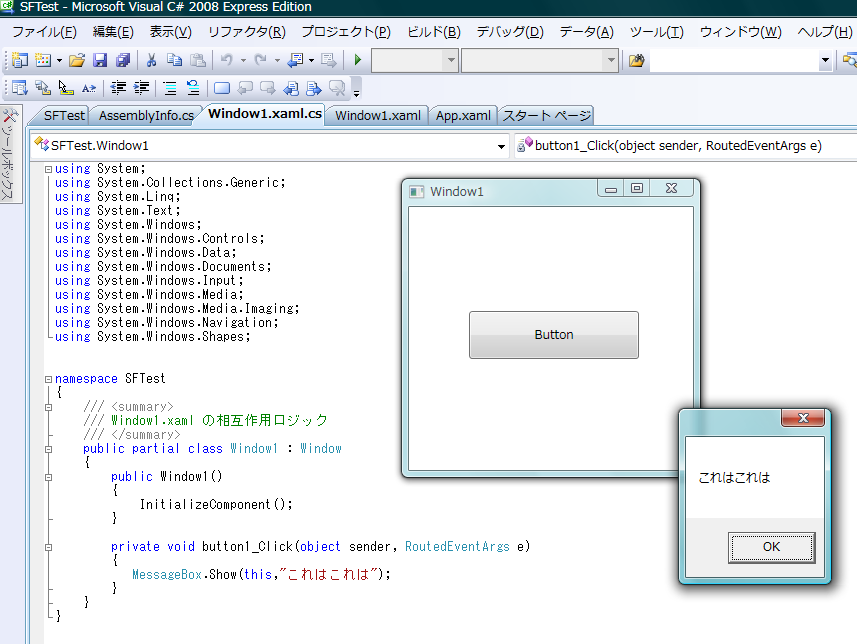 SFTest - Microsoft Visual C# 2008 Express Edition
ファイル(F) 編集(E) 表示(V) リファクタ(R) プロジェクト(P) ビルド(B) デバッグ(D) データ(A) ツール(T) ウィンドウ(W) ヘルプ(H)
SFTest AssemblyInfo.cs Window1.xaml.cs Window1.xaml App.xaml スタート ページ
ツールボックス
SFTest.Window1 button1_Click(object sender, RoutedEventArgs e)
using System;
using System.Collections.Generic;
using System.Linq;
using System.Text;
using System.Windows;
using System.Windows.Controls;
using System.Windows.Data;
using System.Windows.Documents;
using System.Windows.Input;
using System.Windows.Media;
using System.Windows.Media.Imaging;
using System.Windows.Navigation;
using System.Windows.Shapes;
namespace SFTest
{
/// <summary>
/// Window1.xaml の相互作用ロジック
/// </summary>
public partial class Window1 : Window
{
public Window1()
{
InitializeComponent();
}
private void button1_Click(object sender, RoutedEventArgs e)
{
MessageBox.Show(this,"これはこれは");
}
}
}
Window1
Button
これはこれは
OK